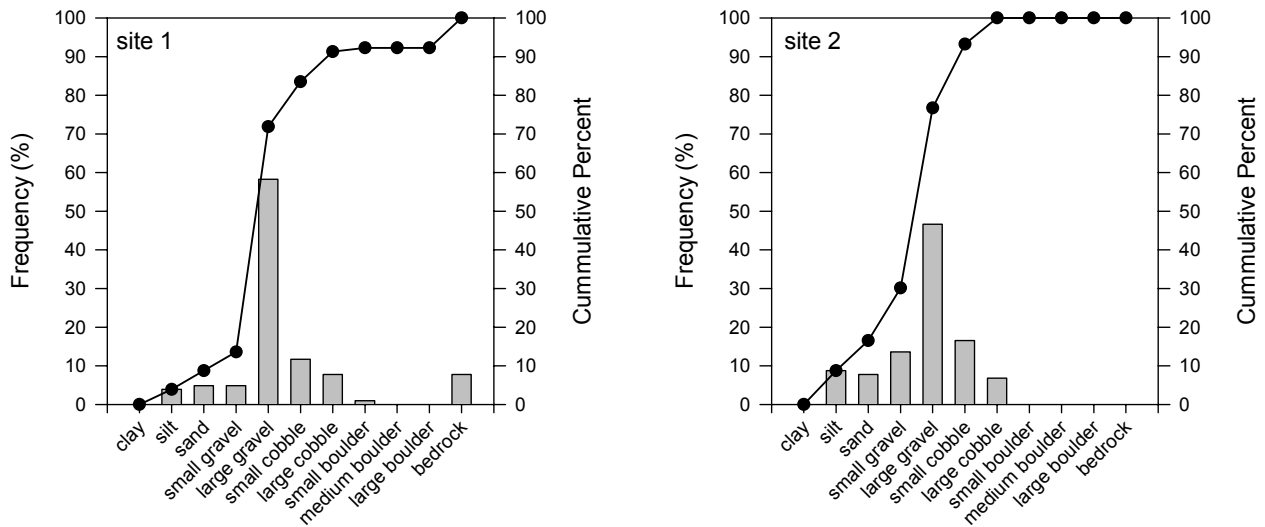 site 1
Frequency (%)
100
90
80
70
60
50
40
30
20
10
0
100
90
80
70
60
50
40
30
20
10
0
Cummulative Percent
clay
silt
sand
small gravel
large gravel
small cobble
large cobble
small boulder
medium boulder
large boulder
bedrock
site 2
Frequency (%)
100
90
80
70
60
50
40
30
20
10
0
100
90
80
70
60
50
40
30
20
10
0
Cummulative Percent
clay
silt
sand
small gravel
large gravel
small cobble
large cobble
small boulder
medium boulder
large boulder
bedrock